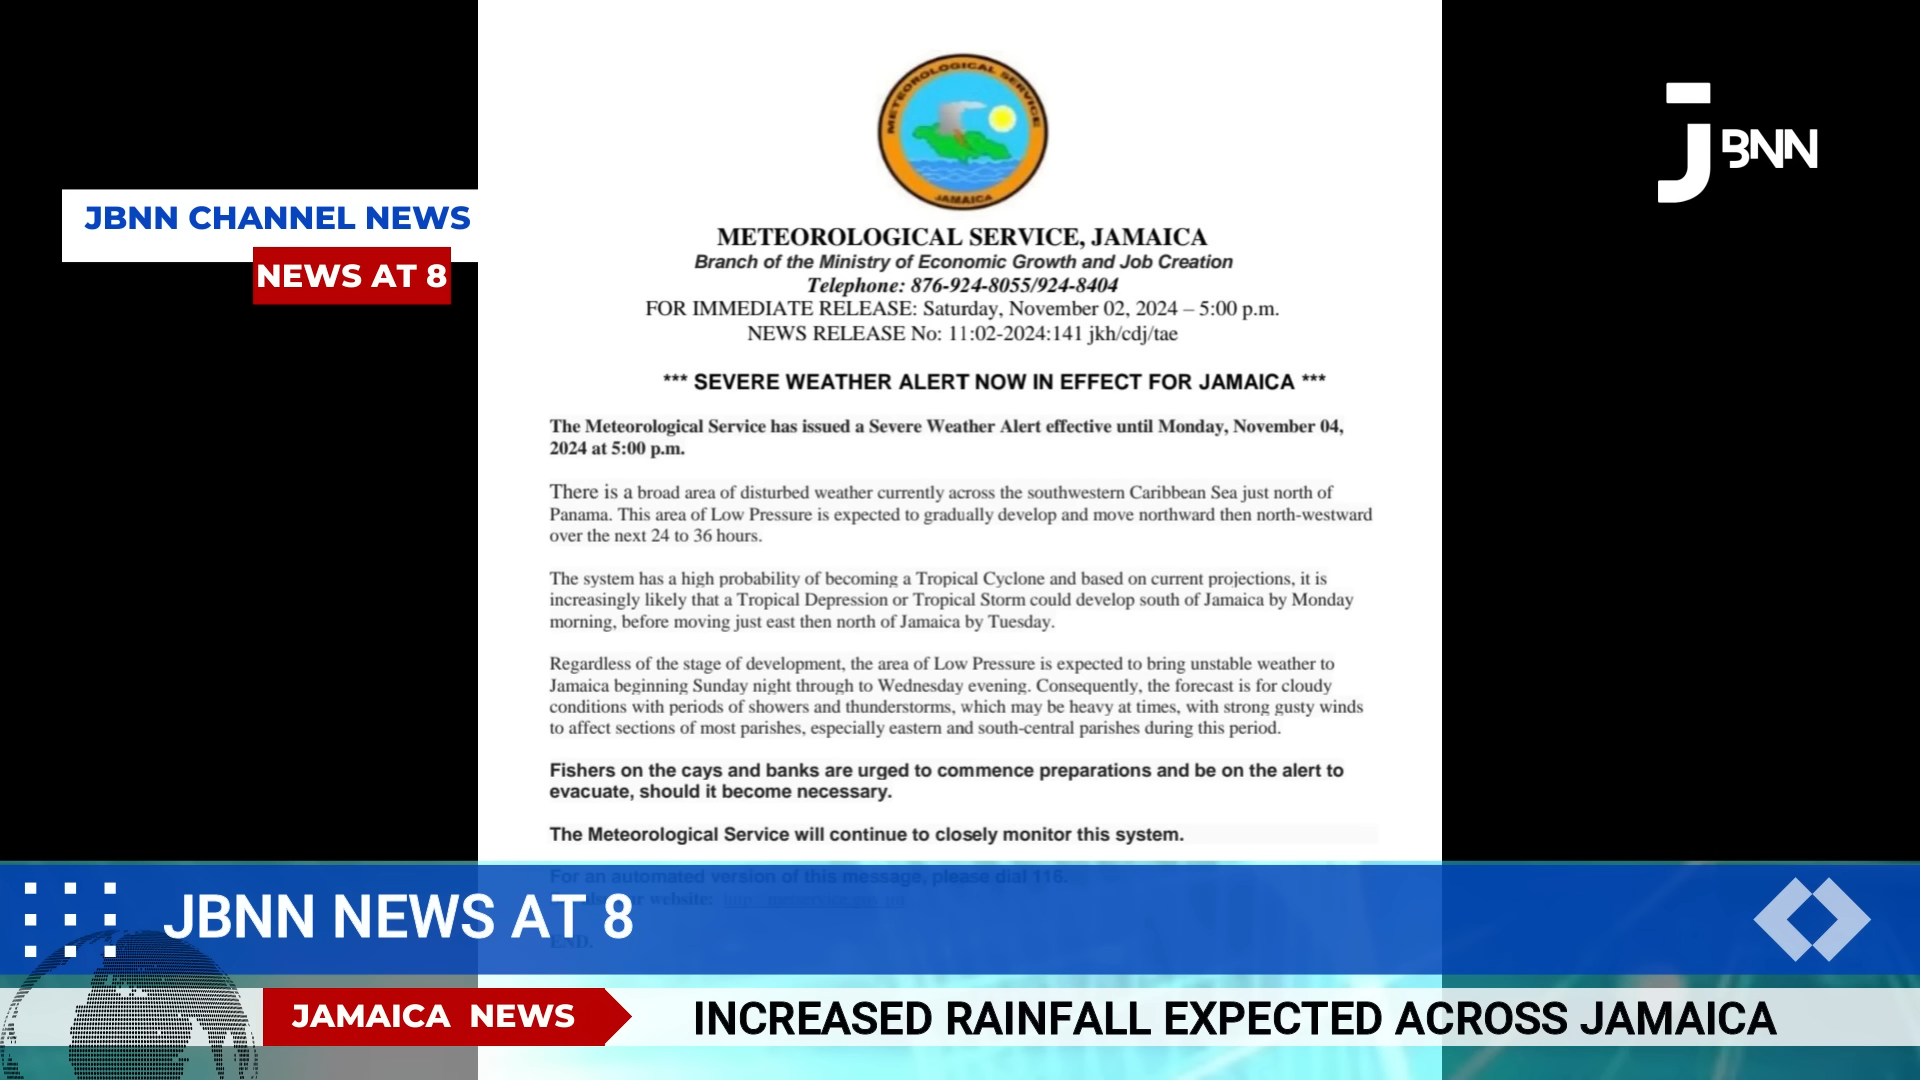 METEOROLOGICAL SERVICE
JAMAICA
JBNN
JBNN CHANNEL NEWS
NEWS AT 8
METEOROLOGICAL SERVICE, JAMAICA
Branch of the Ministry of Economic Growth and Job Creation
Telephone: 876-924-8055/924-8404
FOR IMMEDIATE RELEASE: Saturday, November 02, 2024 – 5:00 p.m.
NEWS RELEASE No: 11:02-2024:141 jkh/cdj/tae
*** SEVERE WEATHER ALERT NOW IN EFFECT FOR JAMAICA ***
The Meteorological Service has issued a Severe Weather Alert effective until Monday, November 04,
2024 at 5:00 p.m.
There is a broad area of disturbed weather currently across the southwestern Caribbean Sea just north of
Panama. This area of Low Pressure is expected to gradually develop and move northward then north-westward
over the next 24 to 36 hours.
The system has a high probability of becoming a Tropical Cyclone and based on current projections, it is
increasingly likely that a Tropical Depression or Tropical Storm could develop south of Jamaica by Monday
morning, before moving just east then north of Jamaica by Tuesday.
Regardless of the stage of development, the area of Low Pressure is expected to bring unstable weather to
Jamaica beginning Sunday night through to Wednesday evening. Consequently, the forecast is for cloudy
conditions with periods of showers and thunderstorms, which may be heavy at times, with strong gusty winds
to affect sections of most parishes, especially eastern and south-central parishes during this period.
Fishers on the cays and banks are urged to commence preparations and be on the alert to
evacuate, should it become necessary.
The Meteorological Service will continue to closely monitor this system.
For an automated version of this message, please dial 116.
website:
END.
JBNN NEWS AT 8
JAMAICA NEWS
INCREASED RAINFALL EXPECTED ACROSS JAMAICA